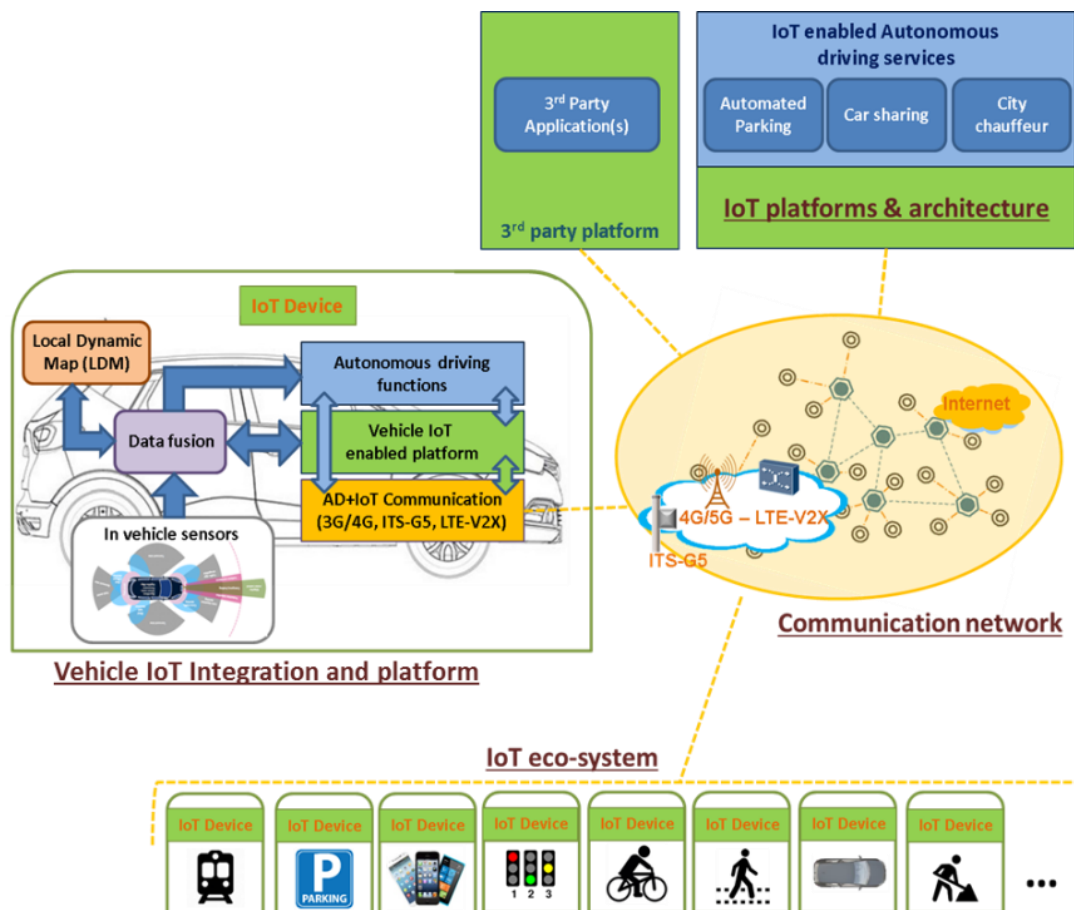 IoT enabled Autonomous
driving services
3rd Party
Application(s)
Automated
Parking
Car sharing
City
chauffeur
IoT platforms & architecture
3rd party platform
IoT Device
Local Dynamic
Map (LDM)
Autonomous driving
functions
Data fusion
Vehicle IoT
enabled platform
AD+IoT Communication
(3G/4G, ITS-G5, LTE-V2X)
In vehicle sensors
Internet
4G/5G – LTE-V2X
ITS-G5
Communication network
Vehicle IoT Integration and platform
IoT eco-system
IoT Device
IoT Device
IoT Device
IoT Device
IoT Device
IoT Device
IoT Device
IoT Device
P
PARKING
1 2 3
...